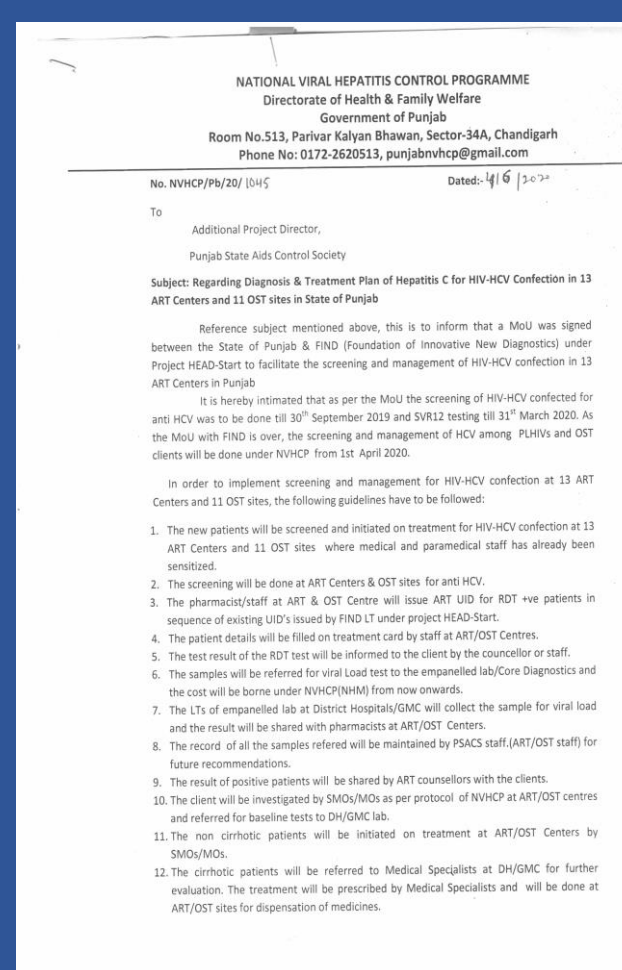 NATIONAL VIRAL HEPATITIS CONTROL PROGRAMME
Directorate of Health & Family Welfare
Government of Punjab
Room No.513, Parivar Kalyan Bhawan, Sector-34A, Chandigarh
Phone No: 0172-2620513, punjabnvhcp@gmail.com
No. NVHCP/Pb/20/ 1045 Dated:- 4/6/2020
To
Additional Project Director,
Punjab State Aids Control Society
Subject: Regarding Diagnosis & Treatment Plan of Hepatitis C for HIV-HCV Confection in 13
ART Centers and 11 OST sites in State of Punjab
Reference subject mentioned above, this is to inform that a MoU was signed
between the State of Punjab & FIND (Foundation of Innovative New Diagnostics) under
Project HEAD-Start to facilitate the screening and management of HIV-HCV confection in 13
ART Centers in Punjab
It is hereby intimated that as per the MoU the screening of HIV-HCV confected for
anti HCV was to be done till 30th September 2019 and SVR12 testing till 31st March 2020. As
the MoU with FIND is over, the screening and management of HCV among PLHIVs and OST
clients will be done under NVHCP from 1st April 2020.
In order to implement screening and management for HIV-HCV confection at 13 ART
Centers and 11 OST sites, the following guidelines have to be followed:
1. The new patients will be screened and initiated on treatment for HIV-HCV confection at 13
ART Centers and 11 OST sites where medical and paramedical staff has already been
sensitized.
2. The screening will be done at ART Centers & OST sites for anti HCV.
3. The pharmacist/staff at ART & OST Centre will issue ART UID for RDT +ve patients in
sequence of existing UID's issued by FIND LT under project HEAD-Start.
4. The patient details will be filled on treatment card by staff at ART/OST Centres.
5. The test result of the RDT test will be informed to the client by the councellor or staff.
6. The samples will be referred for viral Load test to the empanelled lab/Core Diagnostics and
the cost will be borne under NVHCP(NHM) from now onwards.
7. The LTs of empanelled lab at District Hospitals/GMC will collect the sample for viral load
and the result will be shared with pharmacists at ART/OST Centers.
8. The record of all the samples refered will be maintained by PSACS staff.(ART/OST staff) for
future recommendations.
9. The result of positive patients will be shared by ART counsellors with the clients.
10. The client will be investigated by SMOs/MOs as per protocol of NVHCP at ART/OST centres
and referred for baseline tests to DH/GMC lab.
11. The non cirrhotic patients will be initiated on treatment at ART/OST Centers by
SMOs/MOs.
12. The cirrhotic patients will be referred to Medical Specialists at DH/GMC for further
evaluation. The treatment will be prescribed by Medical Specialists and will be done at
ART/OST sites for dispensation of medicines.